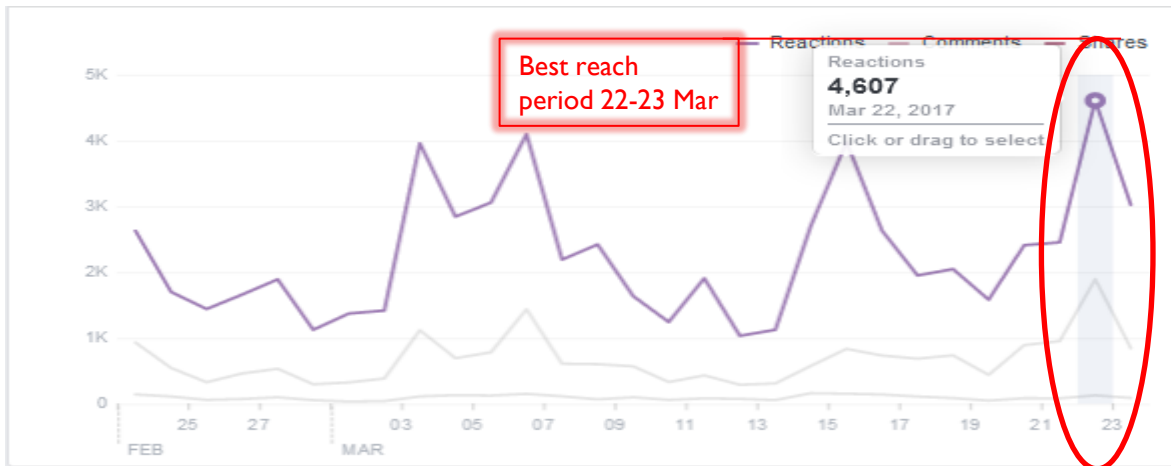 Reactions Comments Shares
Best reach
period 22-23 Mar
Reactions
4,607
Mar 22, 2017
Click or drag to select
5K
4K
3K
2K
1K
0
25 27 03 05 07 09 11 13 15 17 19 21 23
FEB MAR